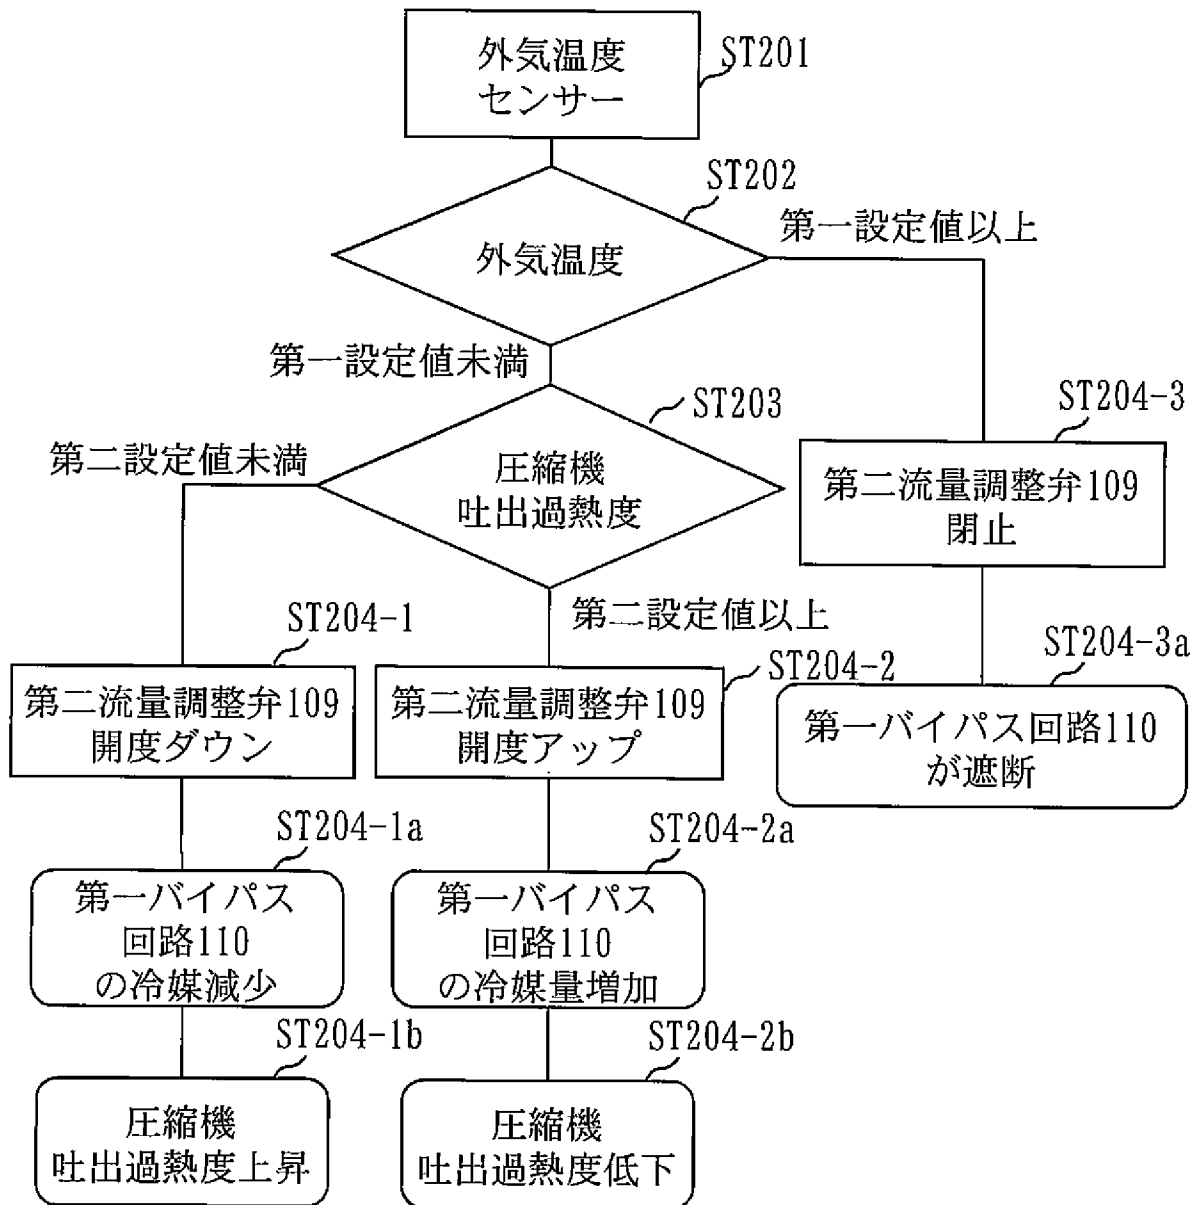 外気温度
センサー
ST201
ST202
外気温度
第一設定値以上
第一設定値未満
ST203
圧縮機
吐出過熱度
第二設定値未満
第二設定値以上
ST204-3
第二流量調整弁109
閉止
ST204-1
第二流量調整弁109
開度ダウン
ST204-2
第二流量調整弁109
開度アップ
ST204-3a
第一バイパス回路110
が遮断
ST204-1a
第一バイパス
回路110
の冷媒減少
ST204-2a
第一バイパス
回路110
の冷媒量増加
ST204-1b
圧縮機
吐出過熱度上昇
ST204-2b
圧縮機
吐出過熱度低下